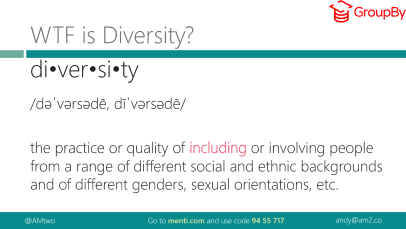 GroupBy
WTF is Diversity?
di•ver•si•ty
/dəˈvərsədē, dīˈvərsədē/
the practice or quality of including or involving people
from a range of different social and ethnic backgrounds
and of different genders, sexual orientations, etc.
@AMtwo Go to menti.com and use code 94 55 717 andy@am2.co